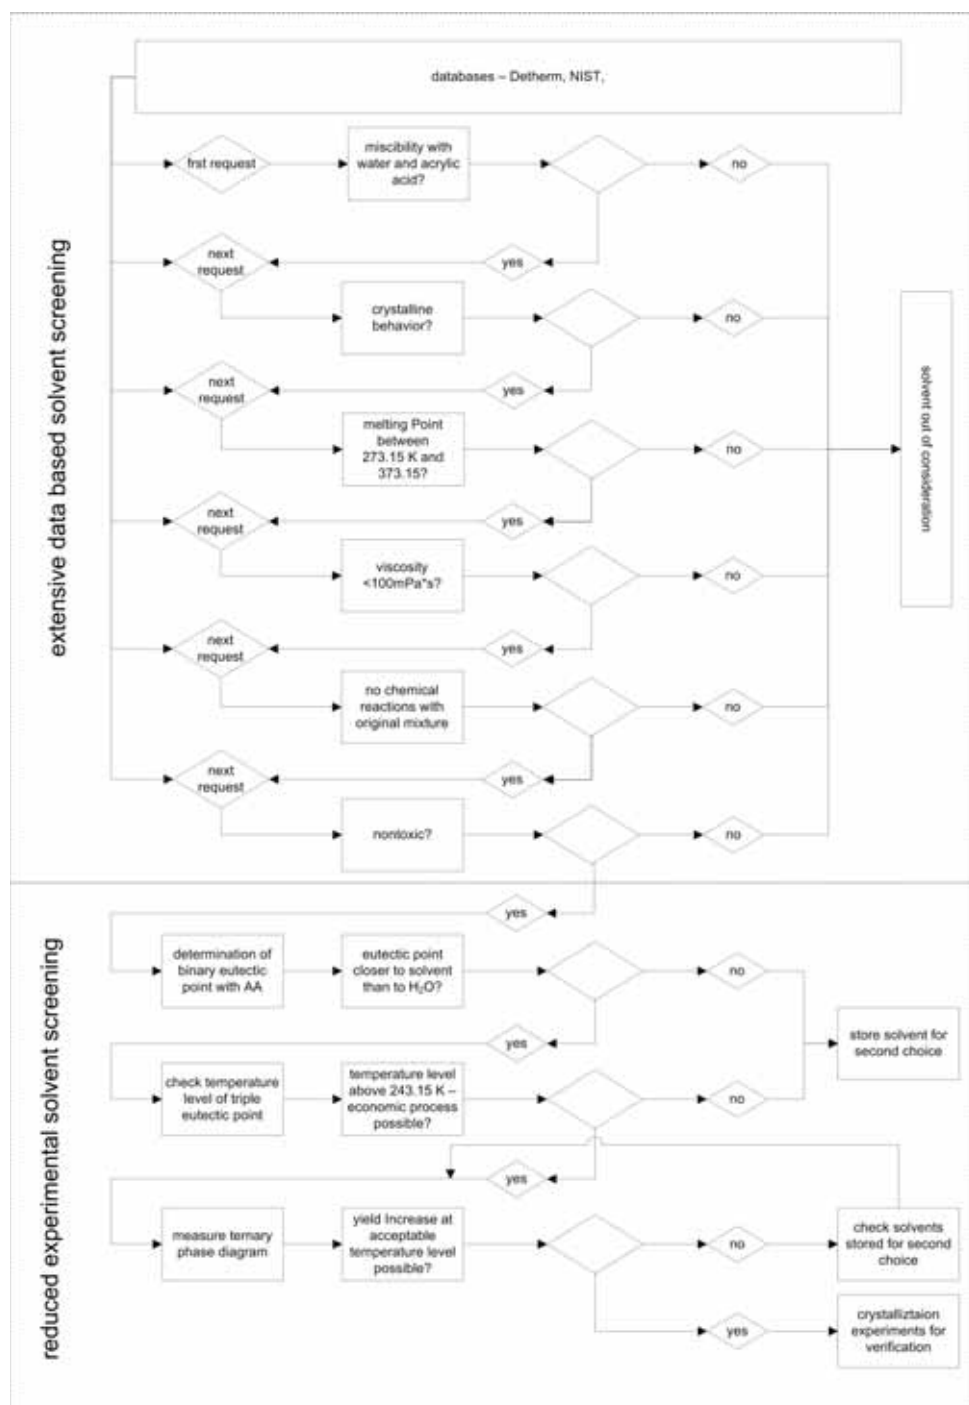 databases – Detherm, NIST,
extensive data based solvent screening
frst request
miscibility with
water and acrylic
acid?
no
next
request
yes
crystalline
behavior?
no
solvent out of consideration
next
request
yes
melting Point
between
273.15 K and
373.15?
no
next
request
yes
viscosity
<100mPa*s?
no
next
request
yes
no chemical
reactions with
original mixture
no
next
request
yes
nontoxic?
no
reduced experimental solvent screening
yes
determination of
binary eutectic
point with AA
eutectic point
closer to solvent
than to H₂O?
no
store solvent for
second choice
yes
check temperature
level of triple
eutectic point
temperature level
above 243.15 K –
economic process
possible?
no
yes
measure ternary
phase diagram
yield Increase at
acceptable
temperature level
possible?
no
check solvents
stored for second
choice
yes
crystalliztaion
experiments for
verification